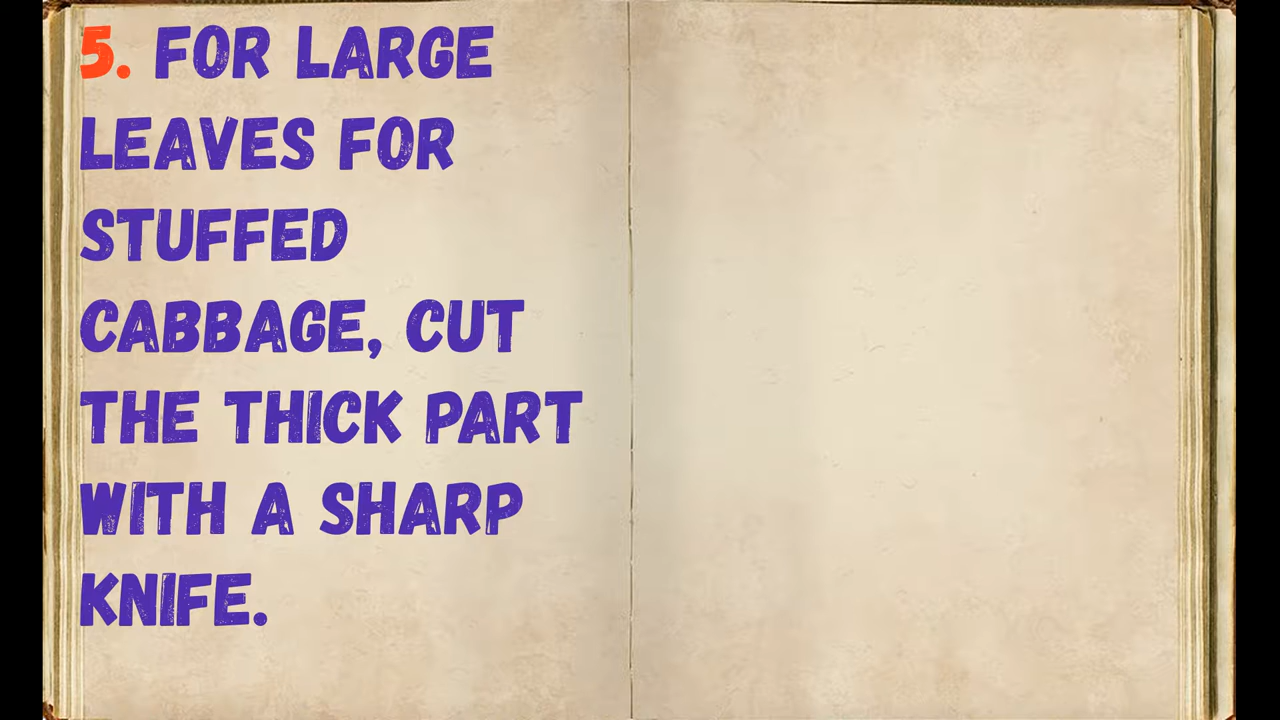 5. FOR LARGE
LEAVES FOR
STUFFED
CABBAGE, CUT
THE THICK PART
WITH A SHARP
KNIFE.